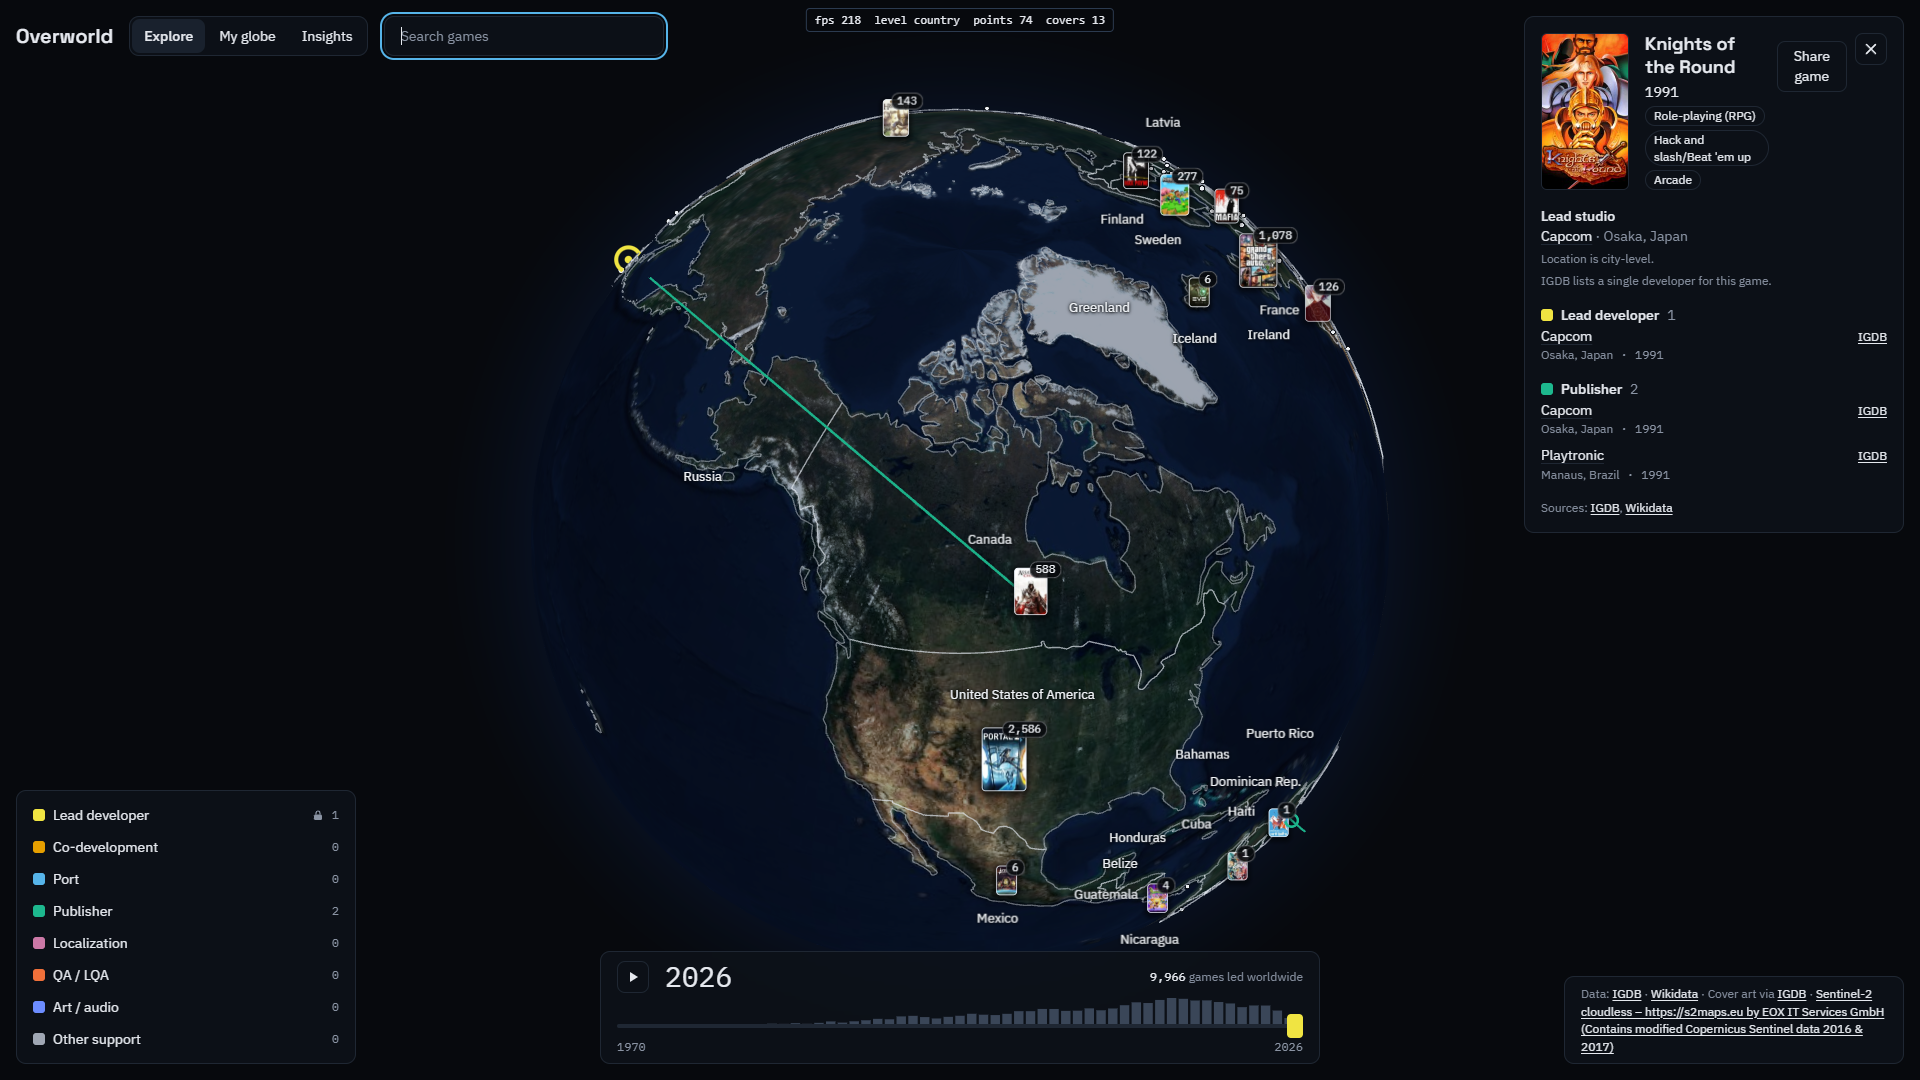 Overworld
Explore
My globe
Insights
Search games
fps 218 level country points 74 covers 13
Knights of
the Round
1991
Share
game
Role-playing (RPG)
Hack and
slash/Beat 'em up
Arcade
Lead studio
Capcom · Osaka, Japan
Location is city-level.
IGDB lists a single developer for this game.
Lead developer 1
Capcom IGDB
Osaka, Japan · 1991
Publisher 2
Capcom IGDB
Osaka, Japan · 1991
Playtronic IGDB
Manaus, Brazil · 1991
Sources: IGDB, Wikidata
143
Latvia
122
277
75
MAFIA
Finland
Sweden
1,078
grand
theft
auto
6
126
Greenland
France
Iceland
Ireland
Russia
Canada
588
United States of America
2,586
PORTAL 2
Puerto Rico
Bahamas
Dominican Rep.
1
Haiti
Cuba
Honduras
1
Belize
6
4
Guatemala
Mexico
Nicaragua
Lead developer 1
Co-development 0
Port 0
Publisher 2
Localization 0
QA / LQA 0
Art / audio 0
Other support 0
2026
9,966 games led worldwide
1970 2026
Data: IGDB · Wikidata · Cover art via IGDB · Sentinel-2
cloudless – https://s2maps.eu by EOX IT Services GmbH
(Contains modified Copernicus Sentinel data 2016 &
2017)